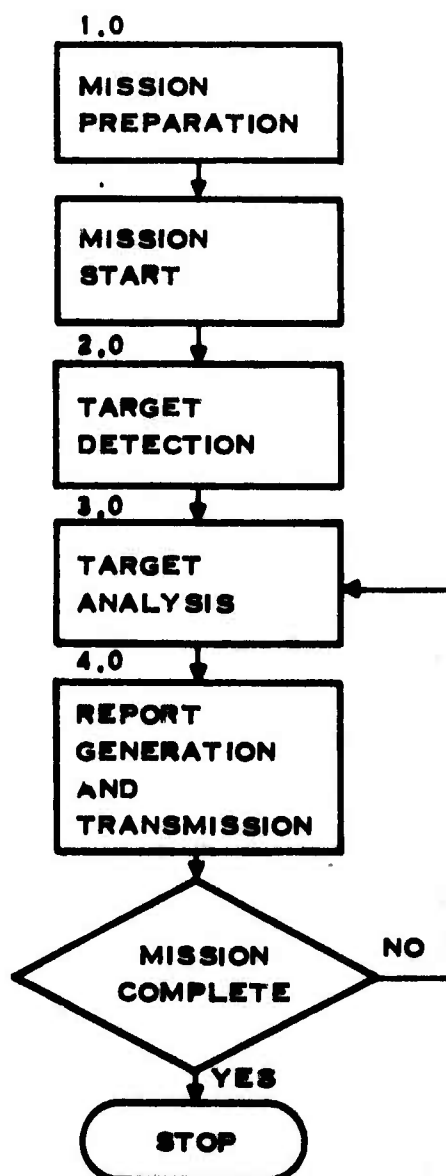 1.0
MISSION
PREPARATION
MISSION
START
2.0
TARGET
DETECTION
3.0
TARGET
ANALYSIS
4.0
REPORT
GENERATION
AND
TRANSMISSION
MISSION
COMPLETE
NO
YES
STOP